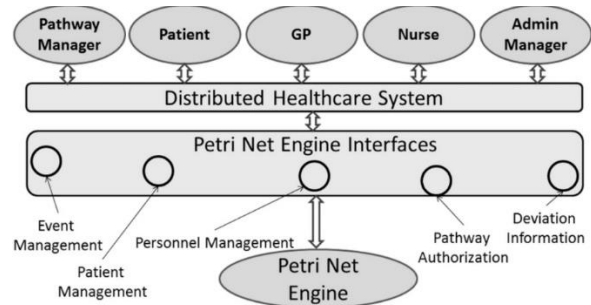 Pathway
Manager
Patient
GP
Nurse
Admin
Manager
Distributed Healthcare System
Petri Net Engine Interfaces
Event
Management
Patient
Management
Personnel Management
Pathway
Authorization
Deviation
Information
Petri Net
Engine